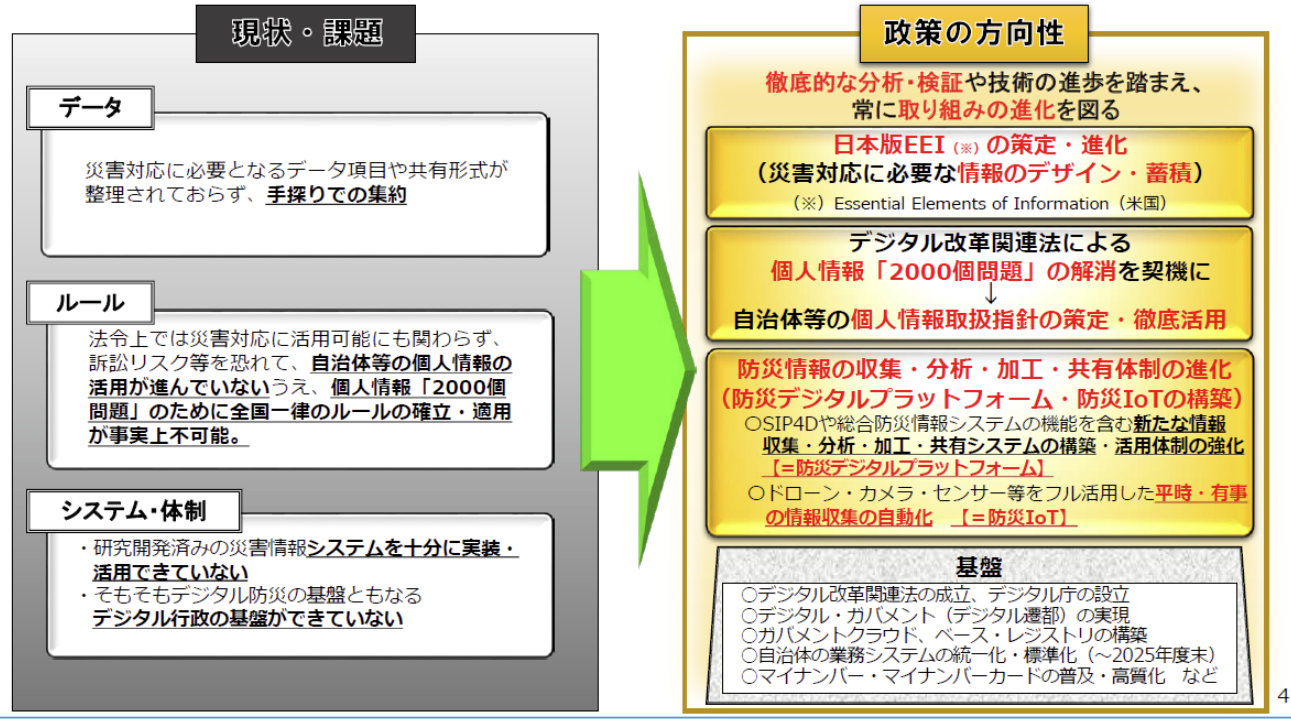 現状・課題
データ
災害対応に必要となるデータ項目や共有形式が
整理されておらず、手探りでの集約
ルール
法令上では災害対応に活用可能にも関わらず、
訴訟リスク等を恐れて、自治体等の個人情報の
活用が進んでいないうえ、個人情報「2000個
問題」のために全国一律のルールの確立・適用
が事実上不可能。
システム・体制
・研究開発済みの災害情報システムを十分に実装・
活用できていない
・そもそもデジタル防災の基盤ともなる
デジタル行政の基盤ができていない
政策の方向性
徹底的な分析・検証や技術の進歩を踏まえ、
常に取り組みの進化を図る
日本版EEI（※）の策定・進化
（災害対応に必要な情報のデザイン・蓄積）
（※）Essential Elements of Information（米国）
デジタル改革関連法による
個人情報「2000個問題」の解消を契機に
↓
自治体等の個人情報取扱指針の策定・徹底活用
防災情報の収集・分析・加工・共有体制の進化
（防災デジタルプラットフォーム・防災IoTの構築）
○SIP4Dや総合防災情報システムの機能を含む新たな情報
収集・分析・加工・共有システムの構築・活用体制の強化
【=防災デジタルプラットフォーム】
○ドローン・カメラ・センサー等をフル活用した平時・有事
の情報収集の自動化 【=防災IoT】
基盤
○デジタル改革関連法の成立、デジタル庁の設立
○デジタル・ガバメント（デジタル遷都）の実現
○ガバメントクラウド、ベース・レジストリの構築
○自治体の業務システムの統一化・標準化（～2025年度末）
○マイナンバー・マイナンバーカードの普及・高質化 など
4